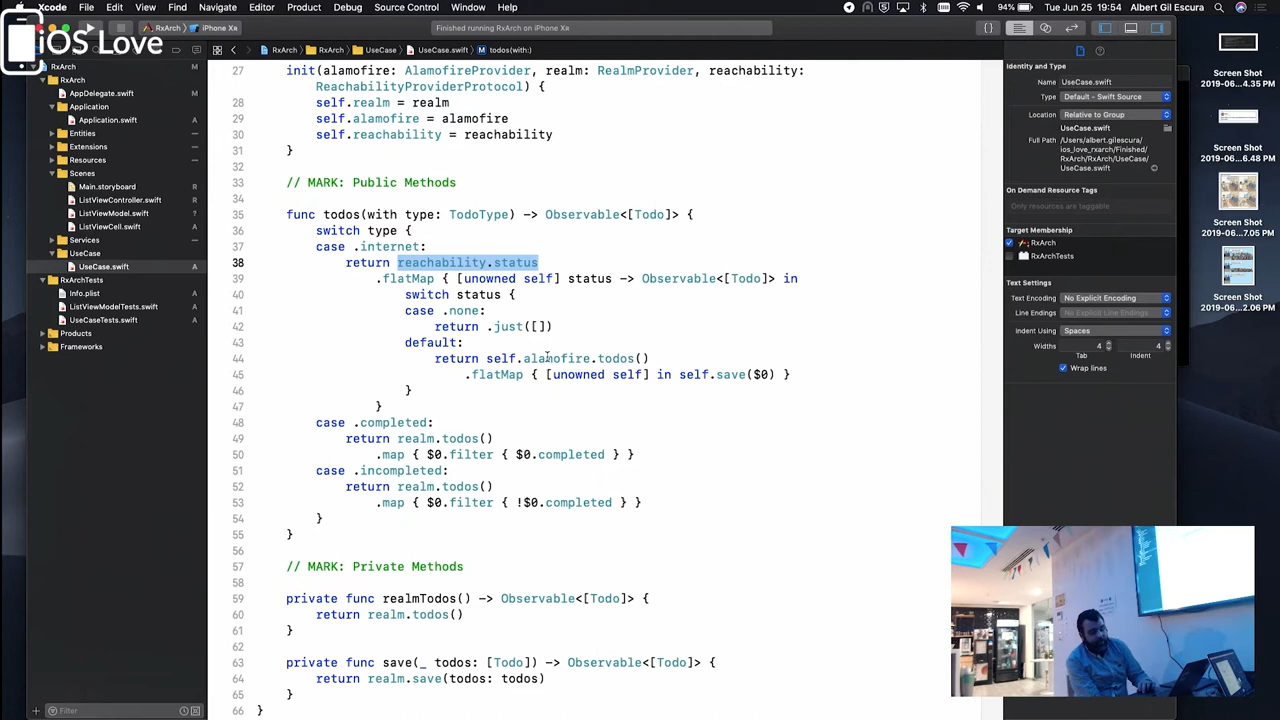 Xcode File Edit View Find Navigate Editor Product Debug Source Control Window Help
94% Tue 18 Jun 19:54 Albert Gil Escura
iOS Love
RxArch iPhone Xʀ
Finished running RxArch on iPhone Xʀ
RxArch RxArch UseCase UseCase.swift M todos(with:)
RxArch M
RxArch
AppDelegate.swift M
Application
Application.swift A
Entities
Extensions
Resources
Scenes
Main.storyboard R
ListViewController.swift R
ListViewModel.swift ?
ListViewCell.swift R
Services
UseCase
UseCase.swift A
RxArchTests
Info.plist
ListViewModelTests.swift A
UseCaseTests.swift A
Products
Frameworks
Filter
27 init(alamofire: AlamofireProvider, realm: RealmProvider, reachability:
ReachabilityProviderProtocol) {
28 self.realm = realm
29 self.alamofire = alamofire
30 self.reachability = reachability
31 }
32
33 // MARK: Public Methods
34
35 func todos(with type: TodoType) -> Observable<[Todo]> {
36 switch type {
37 case .internet:
38 return reachability.status
39 .flatMap { [unowned self] status -> Observable<[Todo]> in
40 switch status {
41 case .none:
42 return .just([])
43 default:
44 return self.alamofire.todos()
45 .flatMap { [unowned self] in self.save($0) }
46 }
47 }
48 case .completed:
49 return realm.todos()
50 .map { $0.filter { $0.completed } }
51 case .incompleted:
52 return realm.todos()
53 .map { $0.filter { !$0.completed } }
54 }
55 }
56
57 // MARK: Private Methods
58
59 private func realmTodos() -> Observable<[Todo]> {
60 return realm.todos()
61 }
62
63 private func save(_ todos: [Todo]) -> Observable<[Todo]> {
64 return realm.save(todos: todos)
65 }
66 }
Identity and Type
Name UseCase.swift
Type Default - Swift Source
Location Relative to Group
UseCase.swift
Full Path /Users/albert.gilescura/
ios_love_rxarch/Finished/
RxArch/RxArch/UseCase/
UseCase.swift
On Demand Resource Tags
Only resources are taggable
Target Membership
RxArch
RxArchTests
Text Settings
Text Encoding No Explicit Encoding
Line Endings No Explicit Line Endings
Indent Using Spaces
Widths 4 4
Tab Indent
Wrap lines
Screen Shot
2019-06...4.35 PM
Screen Shot
2019-06...6.48 PM
Screen Shot
2019-06...7.05 PM
Screen Shot
2019-06...2.06 PM